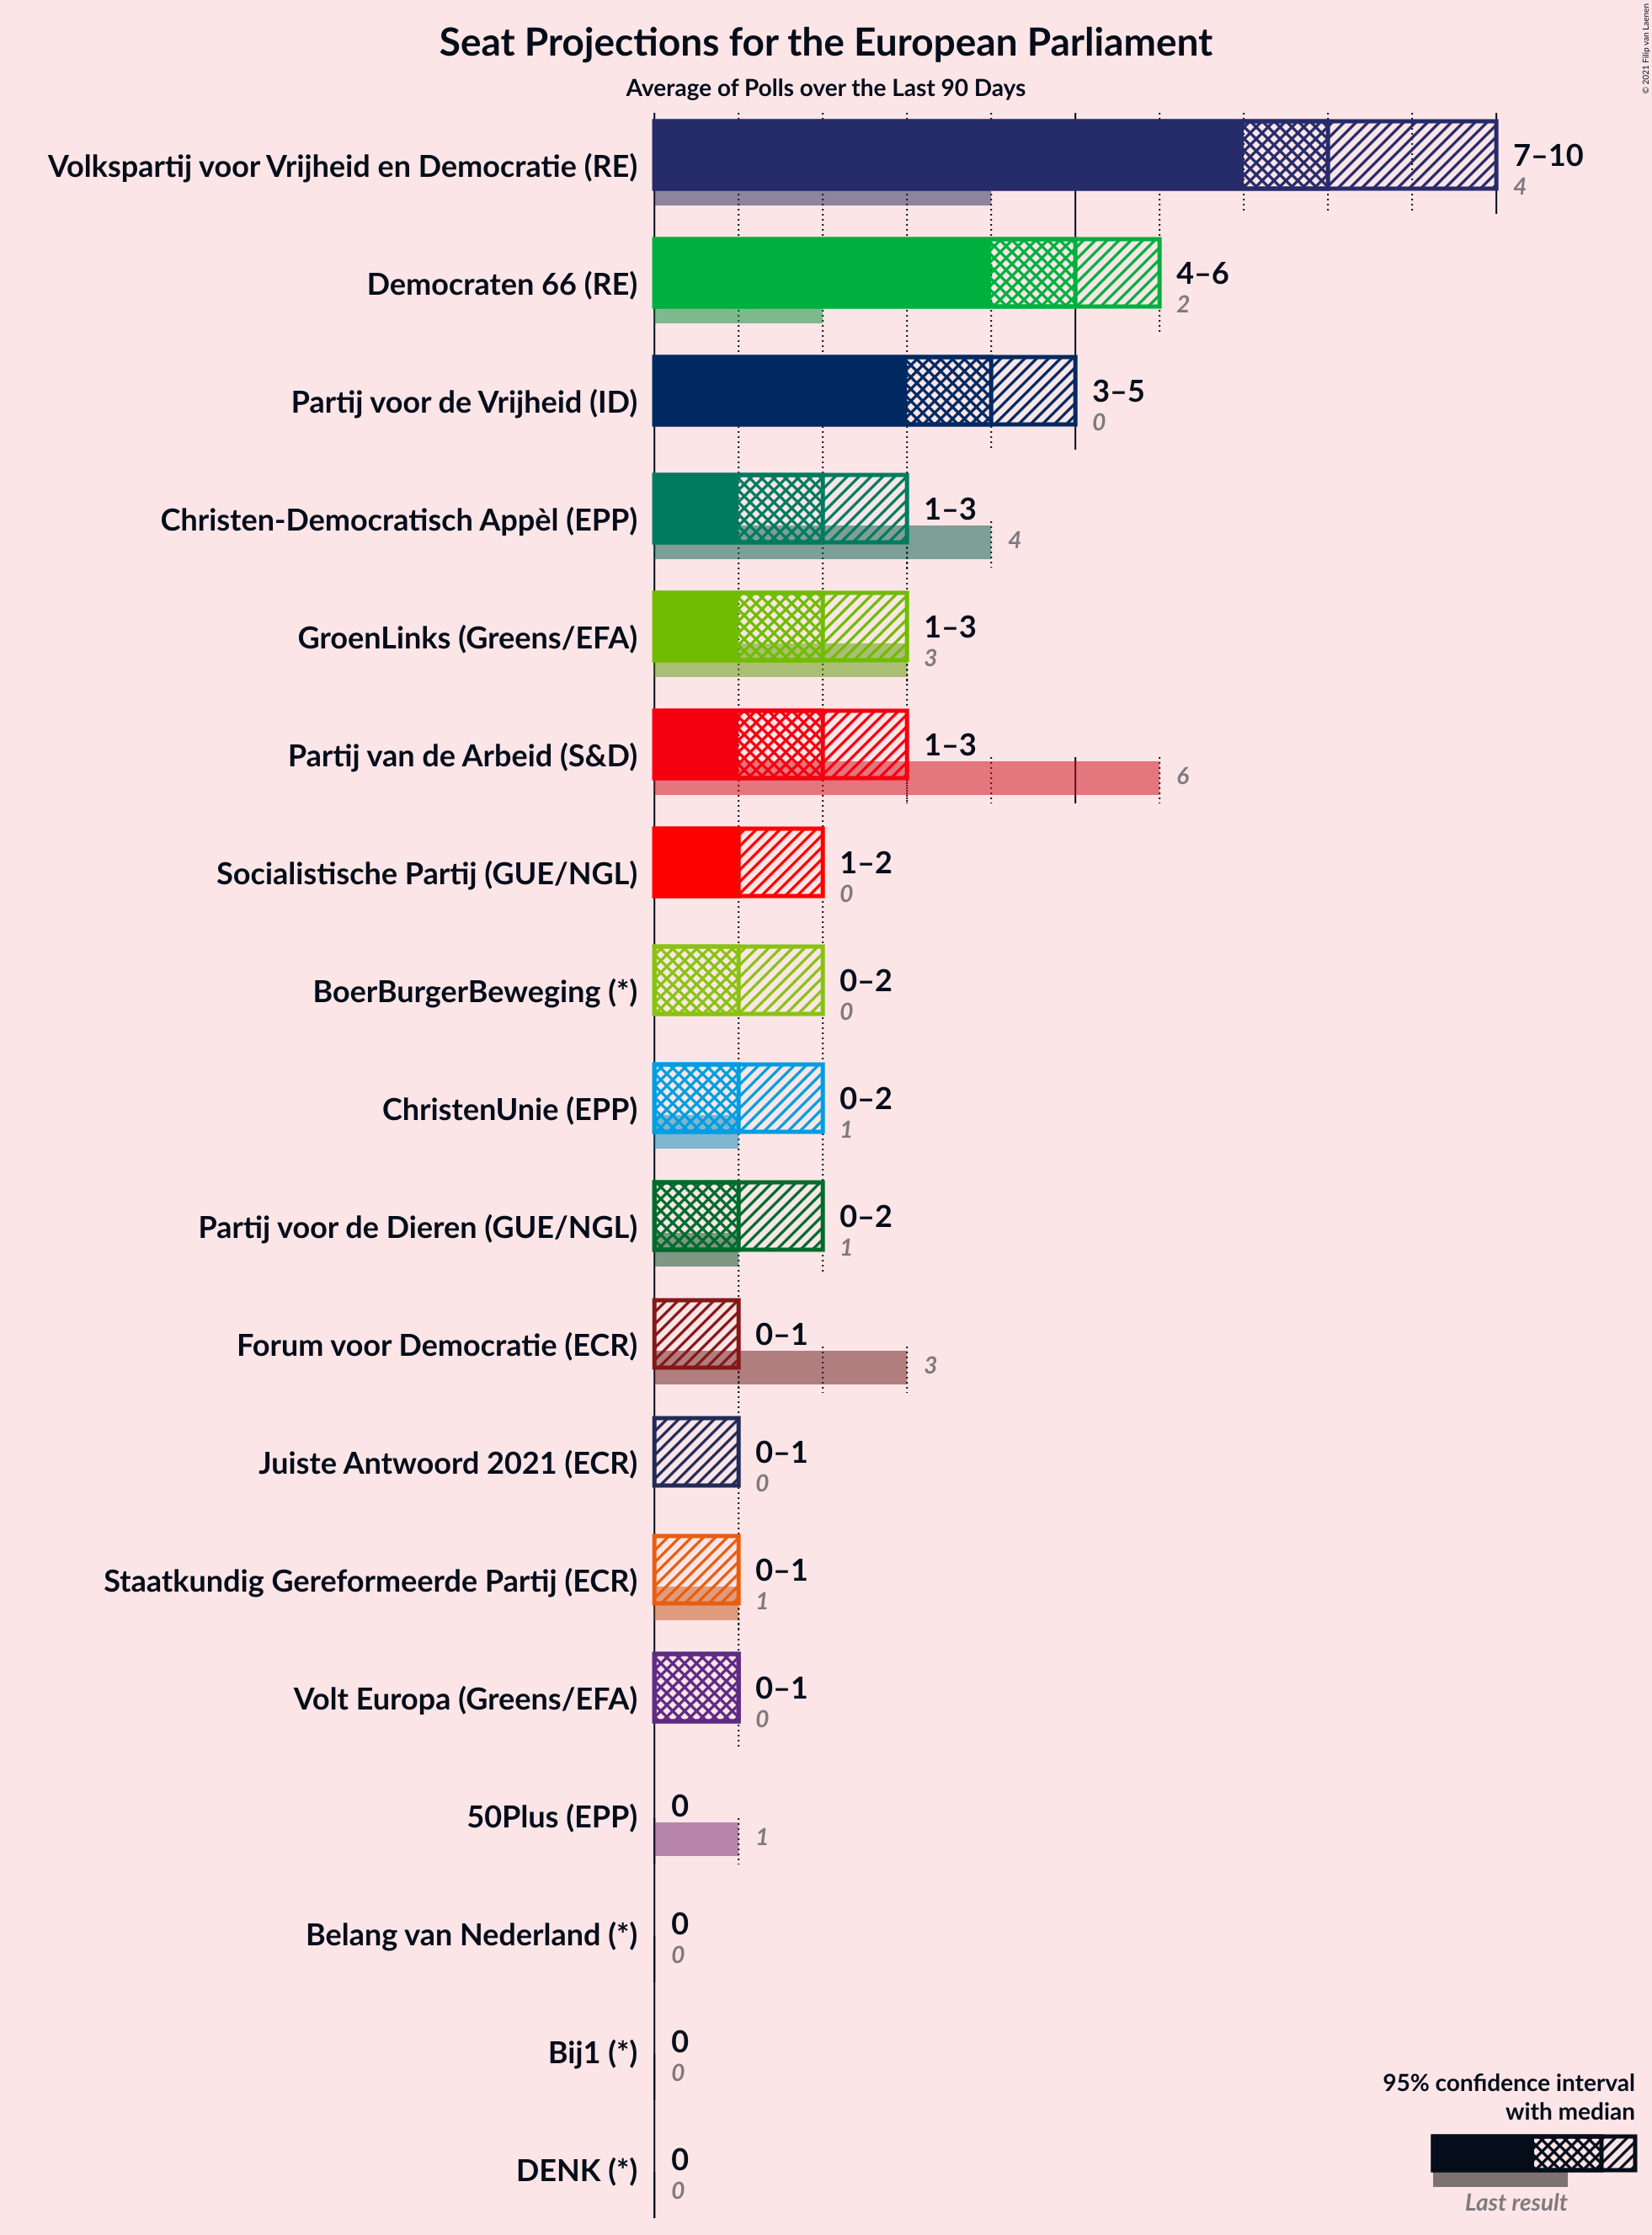 Seat Projections for the European Parliament
Average of Polls over the Last 90 Days
© 2021 Filip van Laenen
Volkspartij voor Vrijheid en Democratie (RE) 7–10
4
Democraten 66 (RE) 4–6
2
Partij voor de Vrijheid (ID) 3–5
0
Christen-Democratisch Appèl (EPP) 1–3
4
GroenLinks (Greens/EFA) 1–3
3
Partij van de Arbeid (S&D) 1–3
6
Socialistische Partij (GUE/NGL) 1–2
0
BoerBurgerBeweging (*) 0–2
0
ChristenUnie (EPP) 0–2
1
Partij voor de Dieren (GUE/NGL) 0–2
1
Forum voor Democratie (ECR) 0–1
3
Juiste Antwoord 2021 (ECR) 0–1
0
Staatkundig Gereformeerde Partij (ECR) 0–1
1
Volt Europa (Greens/EFA) 0–1
0
50Plus (EPP) 0
1
Belang van Nederland (*) 0
0
Bij1 (*) 0
0
DENK (*) 0
0
95% confidence interval
with median
Last result